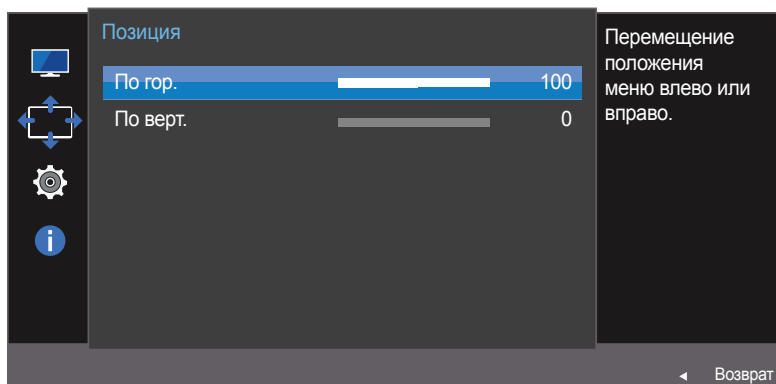 Позиция
По гор. 100
По верт. 0
Перемещение
положения
меню влево или
вправо.
Возврат